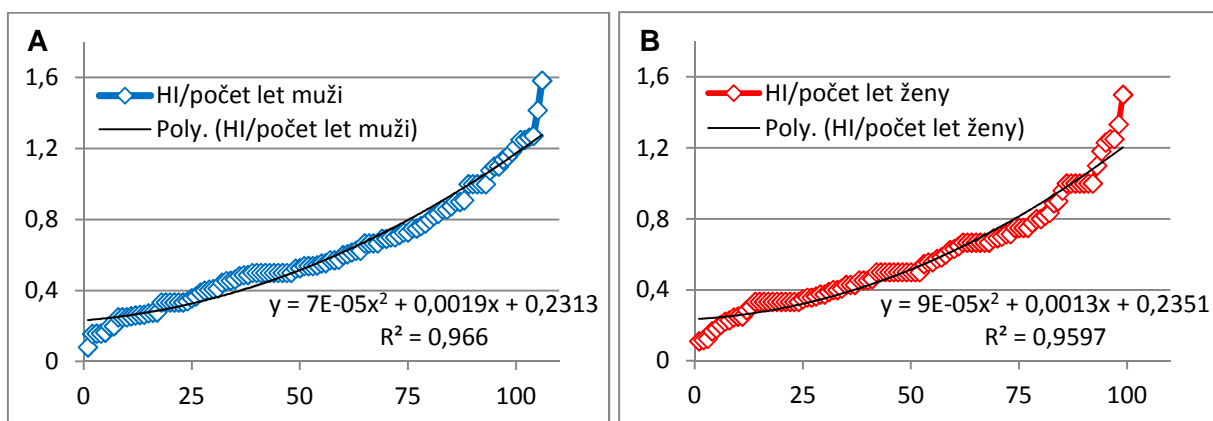 A
1,6
1,2
0,8
0,4
0
HI/počet let muži
Poly. (HI/počet let muži)
y = 7E-05x² + 0,0019x + 0,2313
R² = 0,966
0 25 50 75 100
B
1,6
1,2
0,8
0,4
0
HI/počet let ženy
Poly. (HI/počet let ženy)
y = 9E-05x² + 0,0013x + 0,2351
R² = 0,9597
0 25 50 75 100